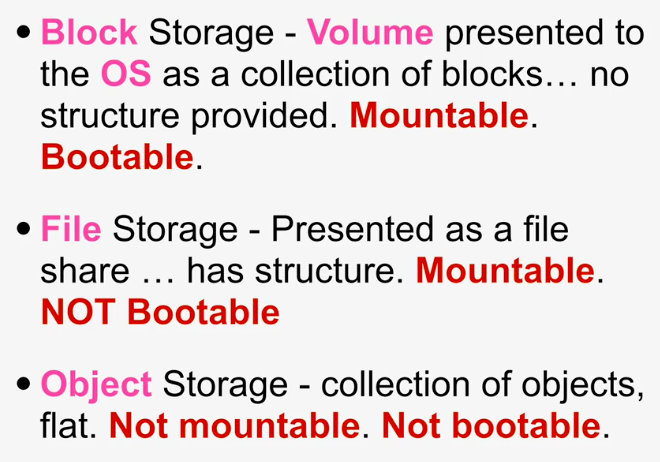 • Block Storage - Volume presented to
the OS as a collection of blocks… no
structure provided. Mountable.
Bootable.
• File Storage - Presented as a file
share … has structure. Mountable.
NOT Bootable
• Object Storage - collection of objects,
flat. Not mountable. Not bootable.